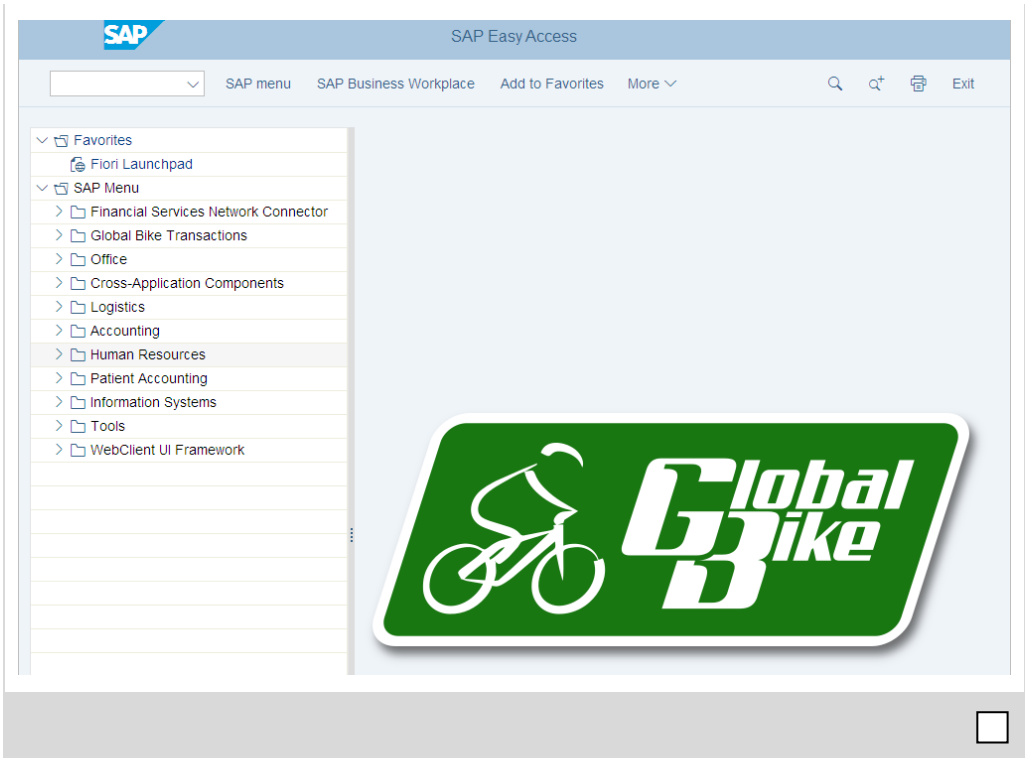 SAP
SAP Easy Access
SAP menu SAP Business Workplace Add to Favorites More Exit
Favorites
Fiori Launchpad
SAP Menu
Financial Services Network Connector
Global Bike Transactions
Office
Cross-Application Components
Logistics
Accounting
Human Resources
Patient Accounting
Information Systems
Tools
WebClient UI Framework
Global
Bike